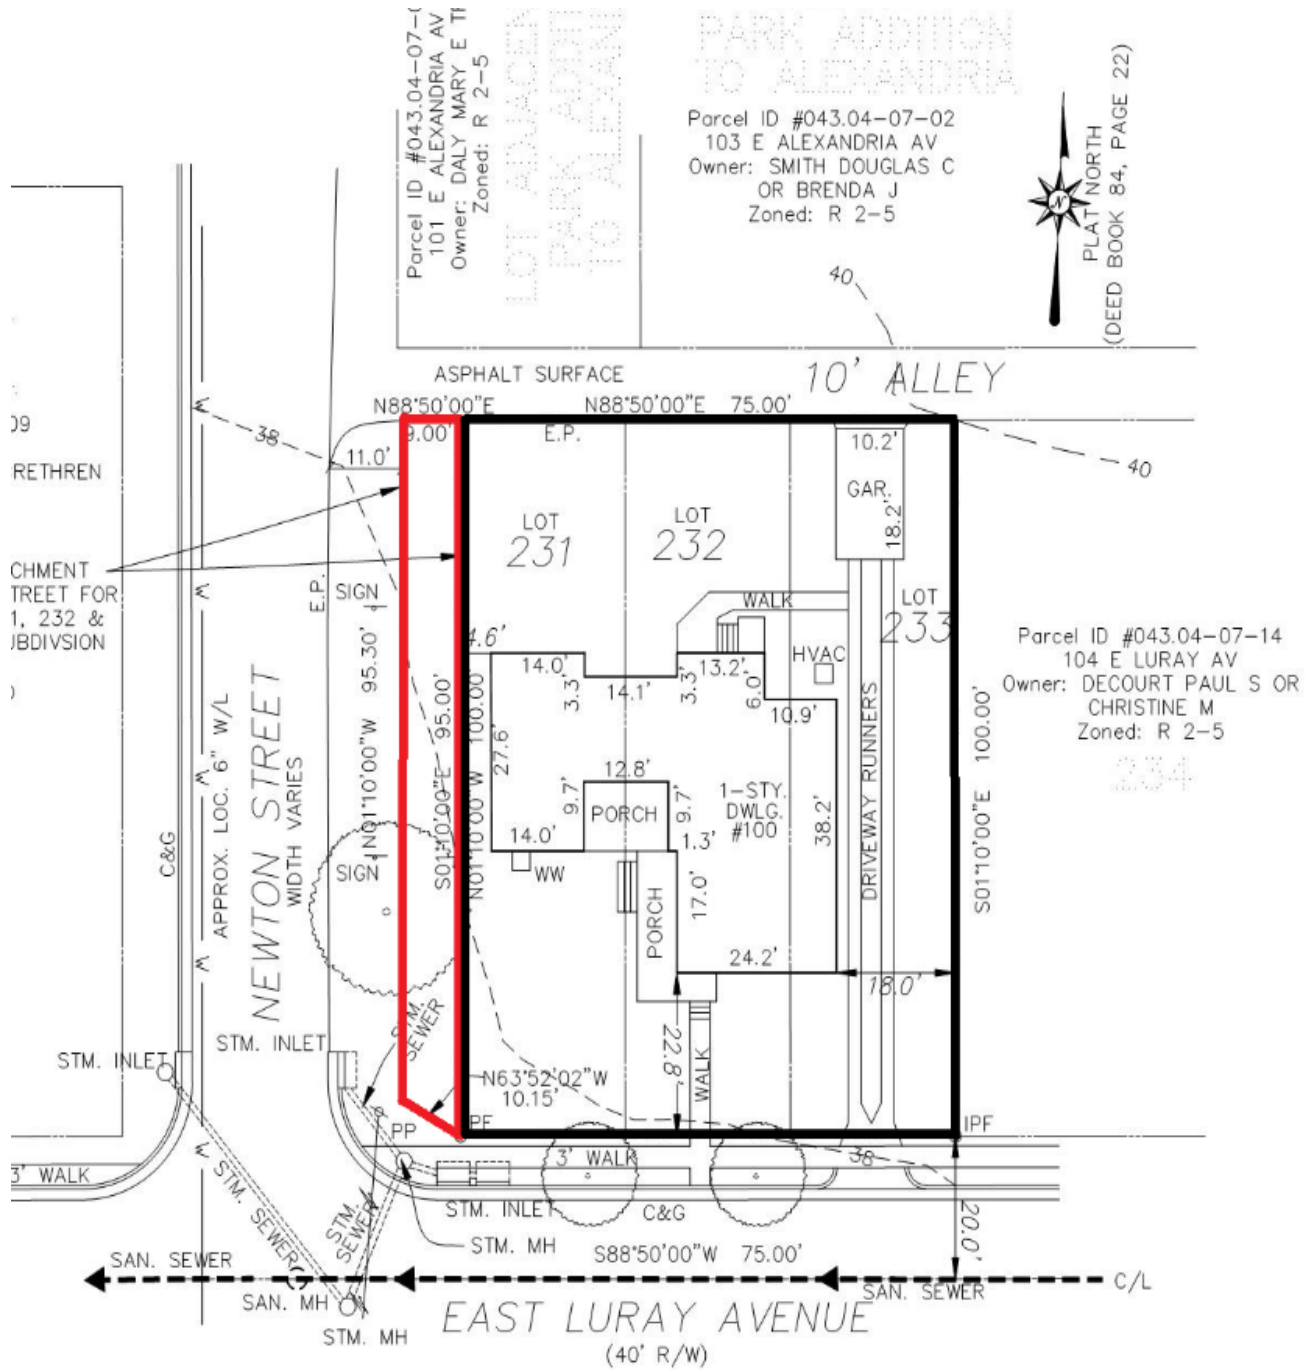 Parcel ID #043.04-07-
101 E ALEXANDRIA AV
Owner: DALY MARY E
Zoned: R 2-5
LOT ADJACEN
PARK ADDIT
TO ALEXAN
PARK ADDITION
TO ALEXANDRIA
Parcel ID #043.04-07-02
103 E ALEXANDRIA AV
Owner: SMITH DOUGLAS C
OR BRENDA J
Zoned: R 2-5
PLAT NORTH
(DEED BOOK 84, PAGE 22)
N
40
ASPHALT SURFACE
10' ALLEY
N88°50'00"E
9.00'
N88°50'00"E 75.00'
E.P.
38
11.0'
40
09
RETHREN
CHMENT
TREET FOR
1, 232 &
UBDIVSION
10.2'
GAR.
18.2'
LOT
231
LOT
232
LOT
233
E.P.
SIGN
WALK
HVAC
4.6'
14.0'
3.3'
14.1'
3.3'
13.2'
6.0'
10.9'
Parcel ID #043.04-07-14
104 E LURAY AV
Owner: DECOURT PAUL S OR
CHRISTINE M
Zoned: R 2-5
234
N01°10'00"W 95.30'
S01°10'00"E 95.00'
N01°10'00"W 100.00'
27.6'
12.8'
9.7'
PORCH
9.7'
1-STY.
DWLG.
#100
38.2'
DRIVEWAY RUNNERS
S01°10'00"E 100.00'
C&G
APPROX. LOC. 6" W/L
W
W
W
W
W
NEWTON STREET
WIDTH VARIES
SIGN
14.0'
1.3'
WW
17.0'
PORCH
24.2'
18.0'
22.8'
WALK
STM. INLET
STM. INLET
STM.
SEWER
N63°52'02"W
10.15'
PP
PF
IPF
3' WALK
3' WALK
38
STM. SEWER
STM.
SEWER
STM. INLET
C&G
STM. MH
S88°50'00"W 75.00'
20.0'
SAN. SEWER
SAN. MH
SAN. SEWER
C/L
STM. MH
EAST LURAY AVENUE
(40' R/W)